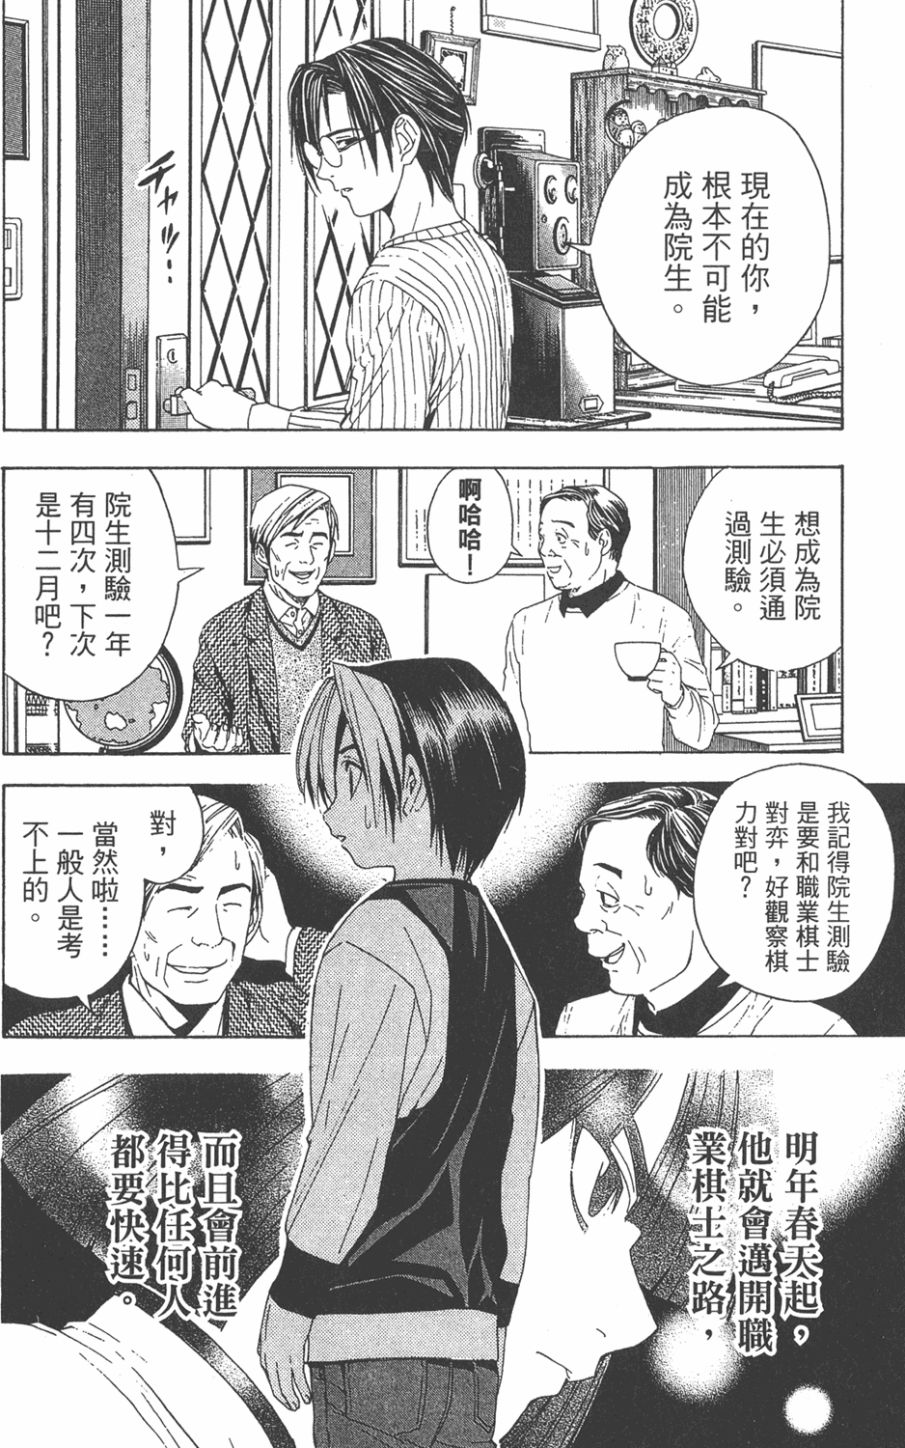 現在的你，
根本不可能
成為院生。
チャッ…
想成為院
生必須通
過測驗。
啊哈哈！
院生測驗一年
有四次，下次
是十二月吧？
我記得院生測驗
是要和職業棋士
對弈，好觀察棋
力對吧？
對，
當然啦……
一般人是考
不上的。
明年春天起，
他就會邁開職
業棋士之路，
而且會前進
得比任何人
都要快速。